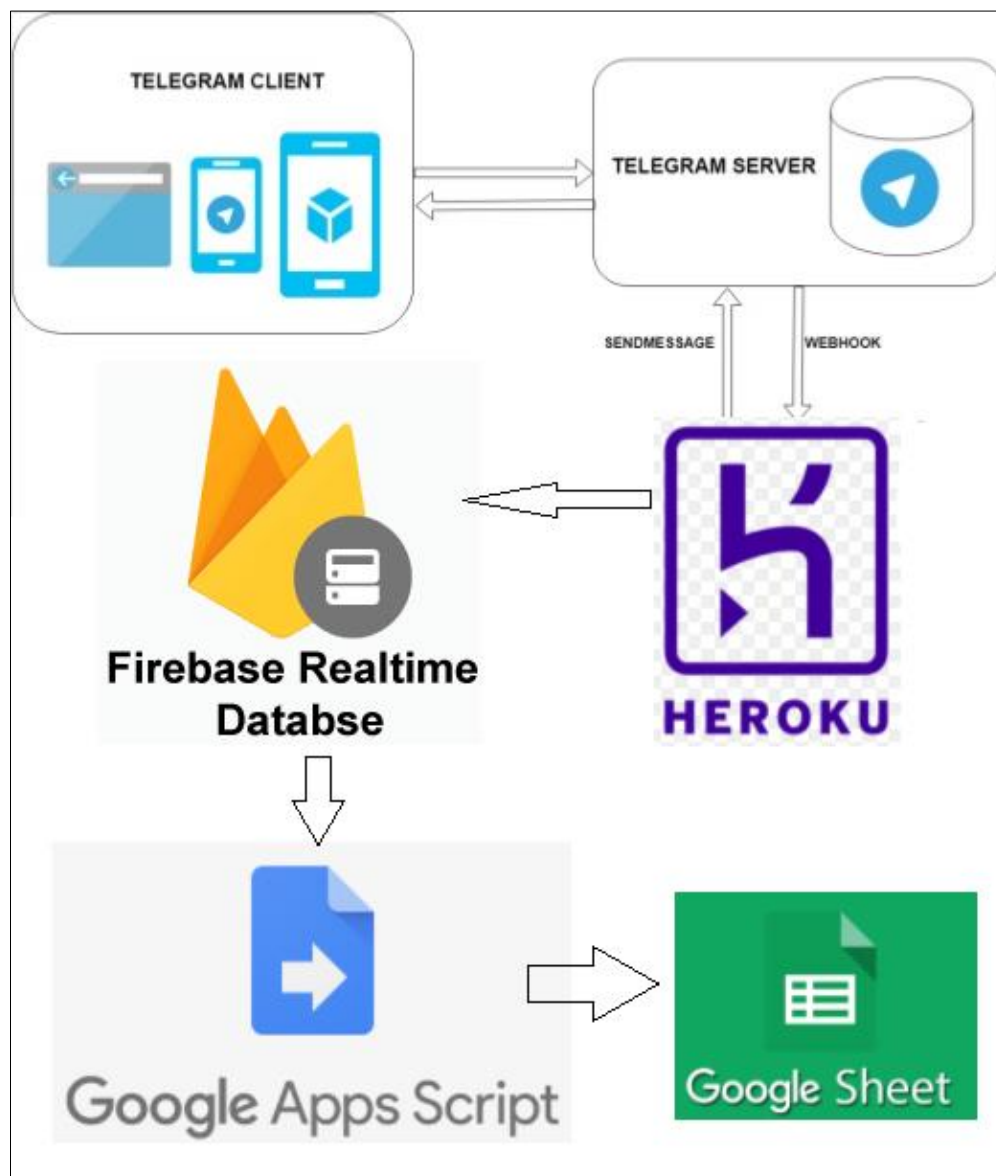 TELEGRAM CLIENT
TELEGRAM SERVER
SENDMESSAGE
WEBHOOK
Firebase Realtime
Databse
HEROKU
Google Apps Script
Google Sheet